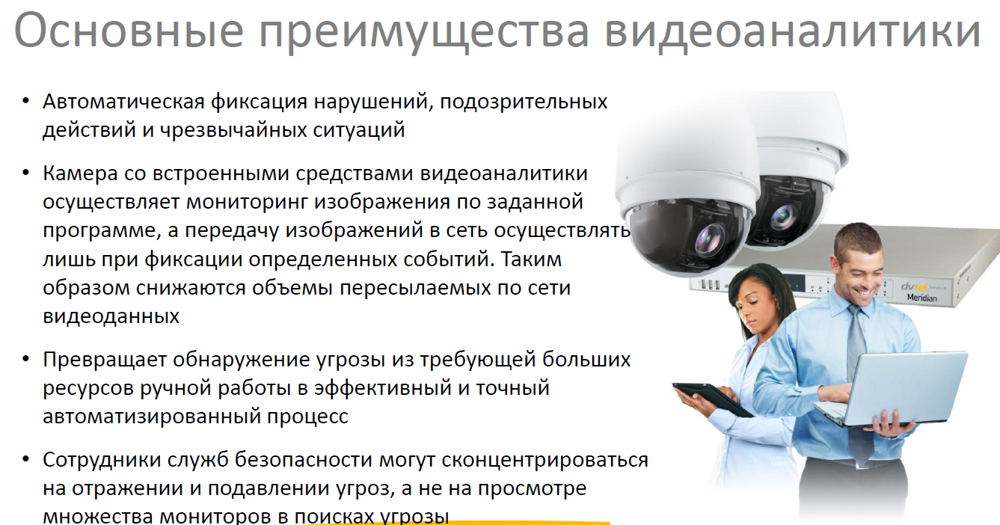 Основные преимущества видеоаналитики
• Автоматическая фиксация нарушений, подозрительных
действий и чрезвычайных ситуаций
• Камера со встроенными средствами видеоаналитики
осуществляет мониторинг изображения по заданной
программе, а передачу изображений в сеть осуществлять
лишь при фиксации определенных событий. Таким
образом снижаются объемы пересылаемых по сети
видеоданных
• Превращает обнаружение угрозы из требующей больших
ресурсов ручной работы в эффективный и точный
автоматизированный процесс
• Сотрудники служб безопасности могут сконцентрироваться
на отражении и подавлении угроз, а не на просмотре
множества мониторов в поисках угрозы
dvtel
Meridian